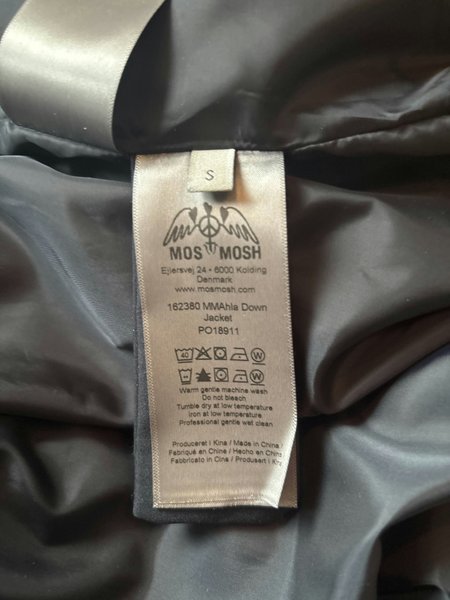 S
MOS MOSH
Ejlersvej 24 • 6000 Kolding
Denmark
www.mosmosh.com
162380 MMAhla Down
Jacket
PO18911
40
Warm gentle machine wash
Do not bleach
Tumble dry at low temperature
Iron at low temperature
Professional gentle wet clean
Produceret i Kina / Made in China /
Fabriqué en Chine / Hecho en China
Fabbricato in Cina / Produsert i